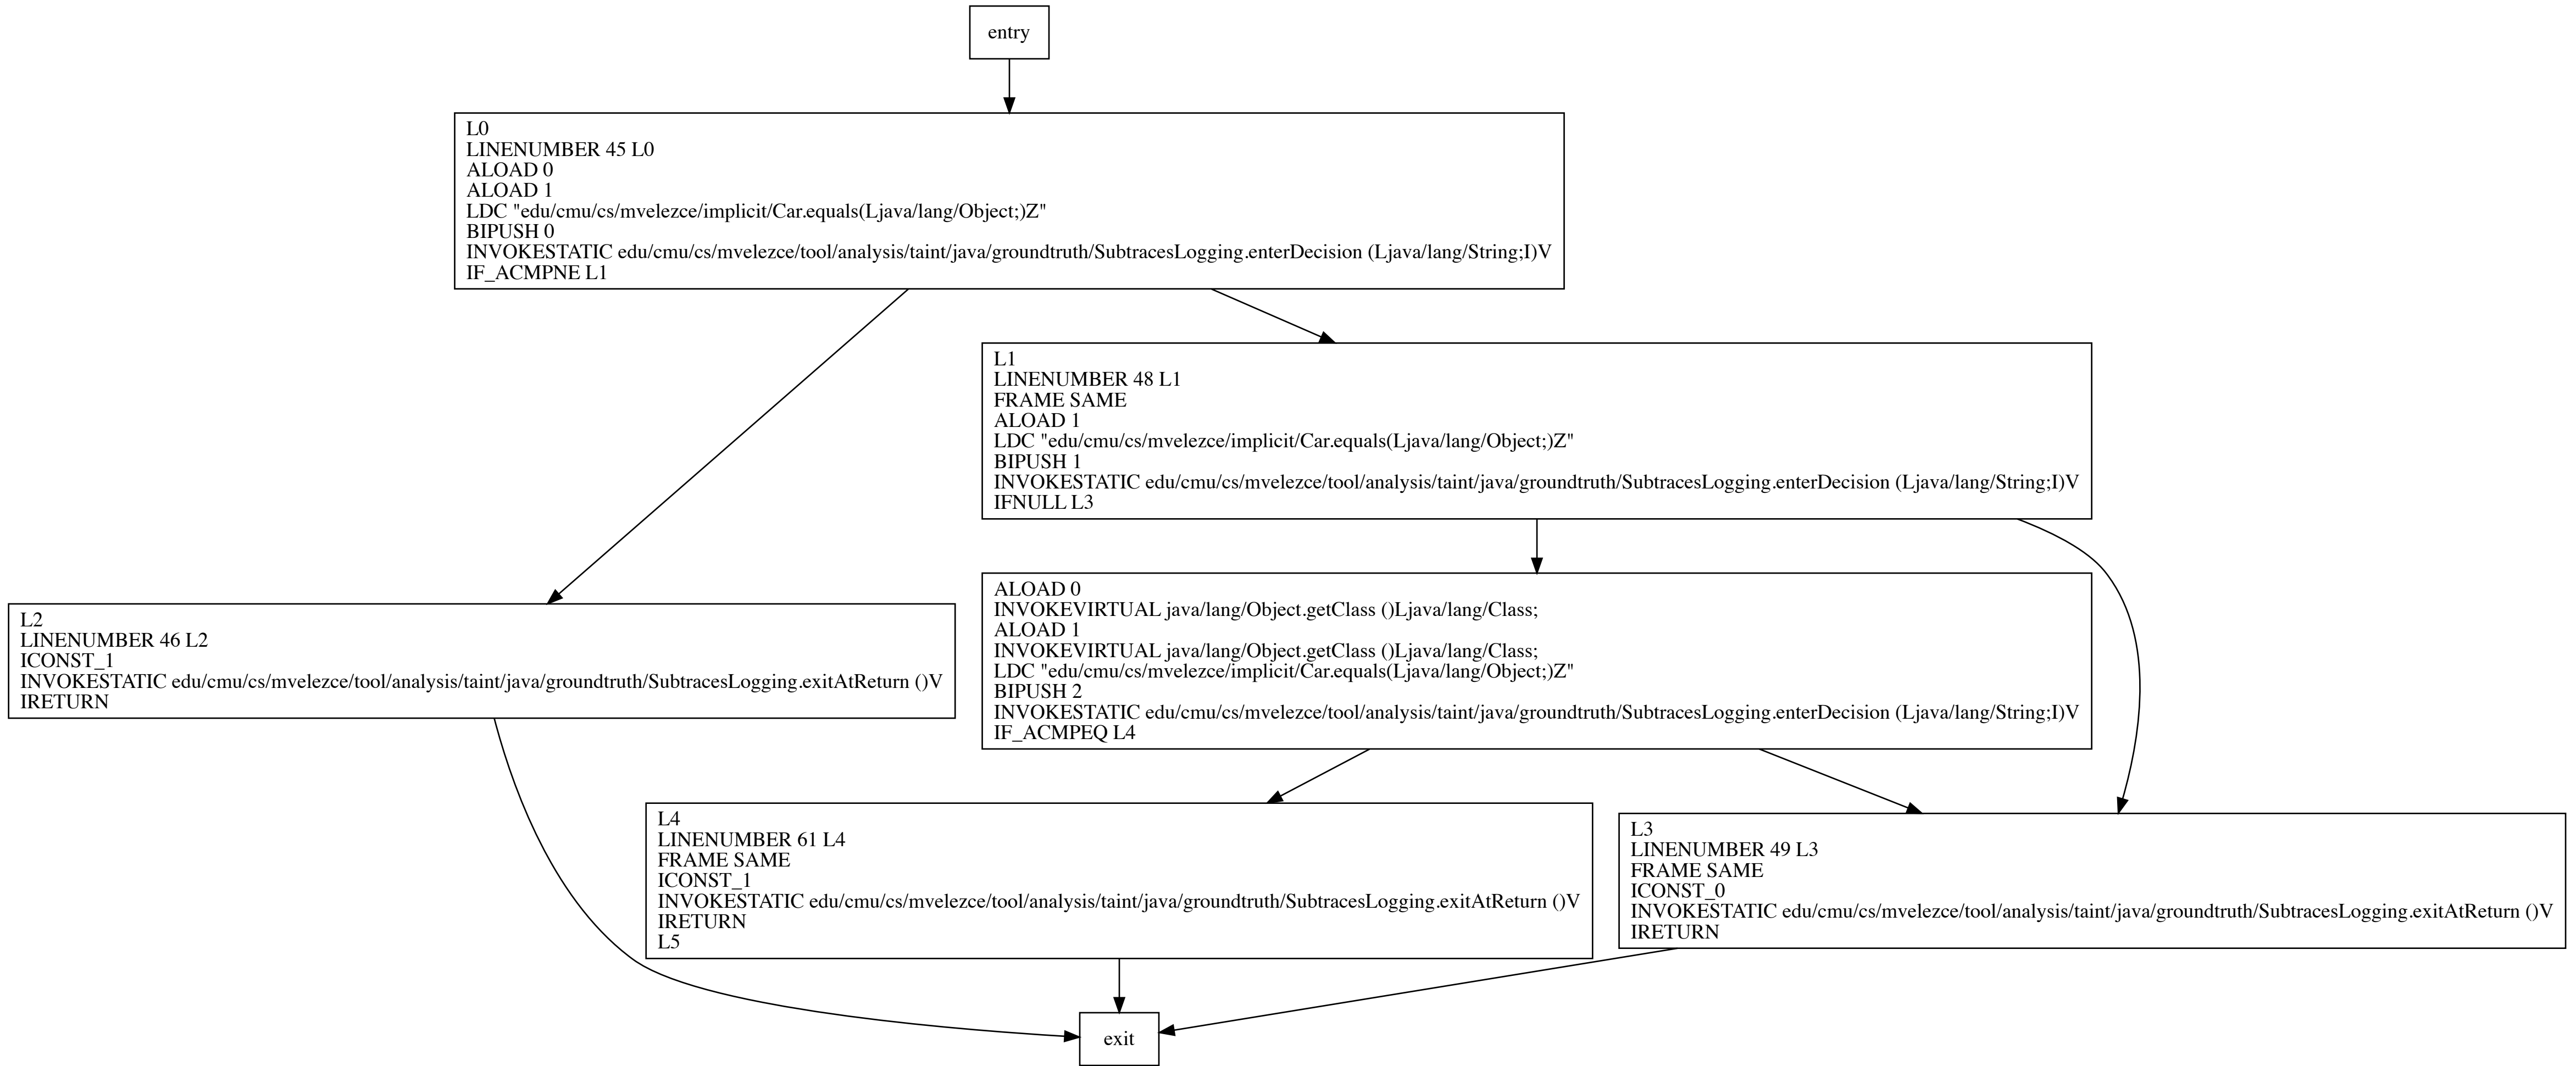 entry
L0
LINENUMBER 45 L0
ALOAD 0
ALOAD 1
LDC "edu/cmu/cs/mvelezce/implicit/Car.equals(Ljava/lang/Object;)Z"
BIPUSH 0
INVOKESTATIC edu/cmu/cs/mvelezce/tool/analysis/taint/java/groundtruth/SubtracesLogging.enterDecision (Ljava/lang/String;I)V
IF_ACMPNE L1
L1
LINENUMBER 48 L1
FRAME SAME
ALOAD 1
LDC "edu/cmu/cs/mvelezce/implicit/Car.equals(Ljava/lang/Object;)Z"
BIPUSH 1
INVOKESTATIC edu/cmu/cs/mvelezce/tool/analysis/taint/java/groundtruth/SubtracesLogging.enterDecision (Ljava/lang/String;I)V
IFNULL L3
L2
LINENUMBER 46 L2
ICONST_1
INVOKESTATIC edu/cmu/cs/mvelezce/tool/analysis/taint/java/groundtruth/SubtracesLogging.exitAtReturn ()V
IRETURN
ALOAD 0
INVOKEVIRTUAL java/lang/Object.getClass ()Ljava/lang/Class;
ALOAD 1
INVOKEVIRTUAL java/lang/Object.getClass ()Ljava/lang/Class;
LDC "edu/cmu/cs/mvelezce/implicit/Car.equals(Ljava/lang/Object;)Z"
BIPUSH 2
INVOKESTATIC edu/cmu/cs/mvelezce/tool/analysis/taint/java/groundtruth/SubtracesLogging.enterDecision (Ljava/lang/String;I)V
IF_ACMPEQ L4
L4
LINENUMBER 61 L4
FRAME SAME
ICONST_1
INVOKESTATIC edu/cmu/cs/mvelezce/tool/analysis/taint/java/groundtruth/SubtracesLogging.exitAtReturn ()V
IRETURN
L5
L3
LINENUMBER 49 L3
FRAME SAME
ICONST_0
INVOKESTATIC edu/cmu/cs/mvelezce/tool/analysis/taint/java/groundtruth/SubtracesLogging.exitAtReturn ()V
IRETURN
exit